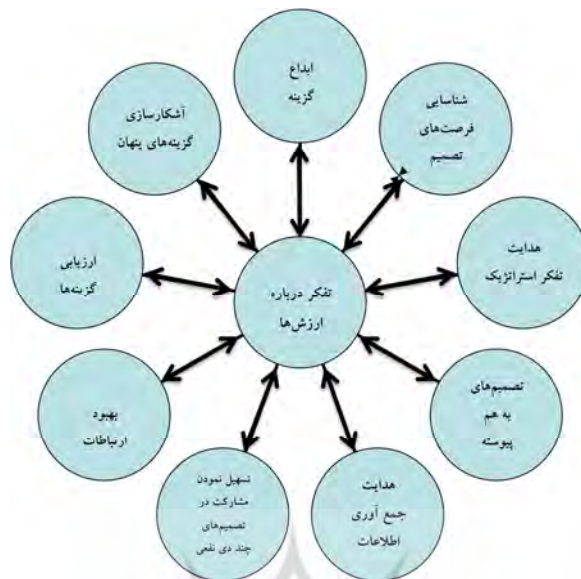 ابداع
گزینه
شناسایی
فرصت‌های
تصمیم
هدایت
تفکر استراتژیک
تصمیم‌های
به هم
پیوسته
هدایت
جمع آوری
اطلاعات
تسهیل نمودن
مشارکت در
تصمیم‌های
چند دی نفعی
بهبود
ارتباطات
ارزیابی
گزینه‌ها
آشکارسازی
گزینه‌های پنهان
تفکر درباره
ارزش‌ها